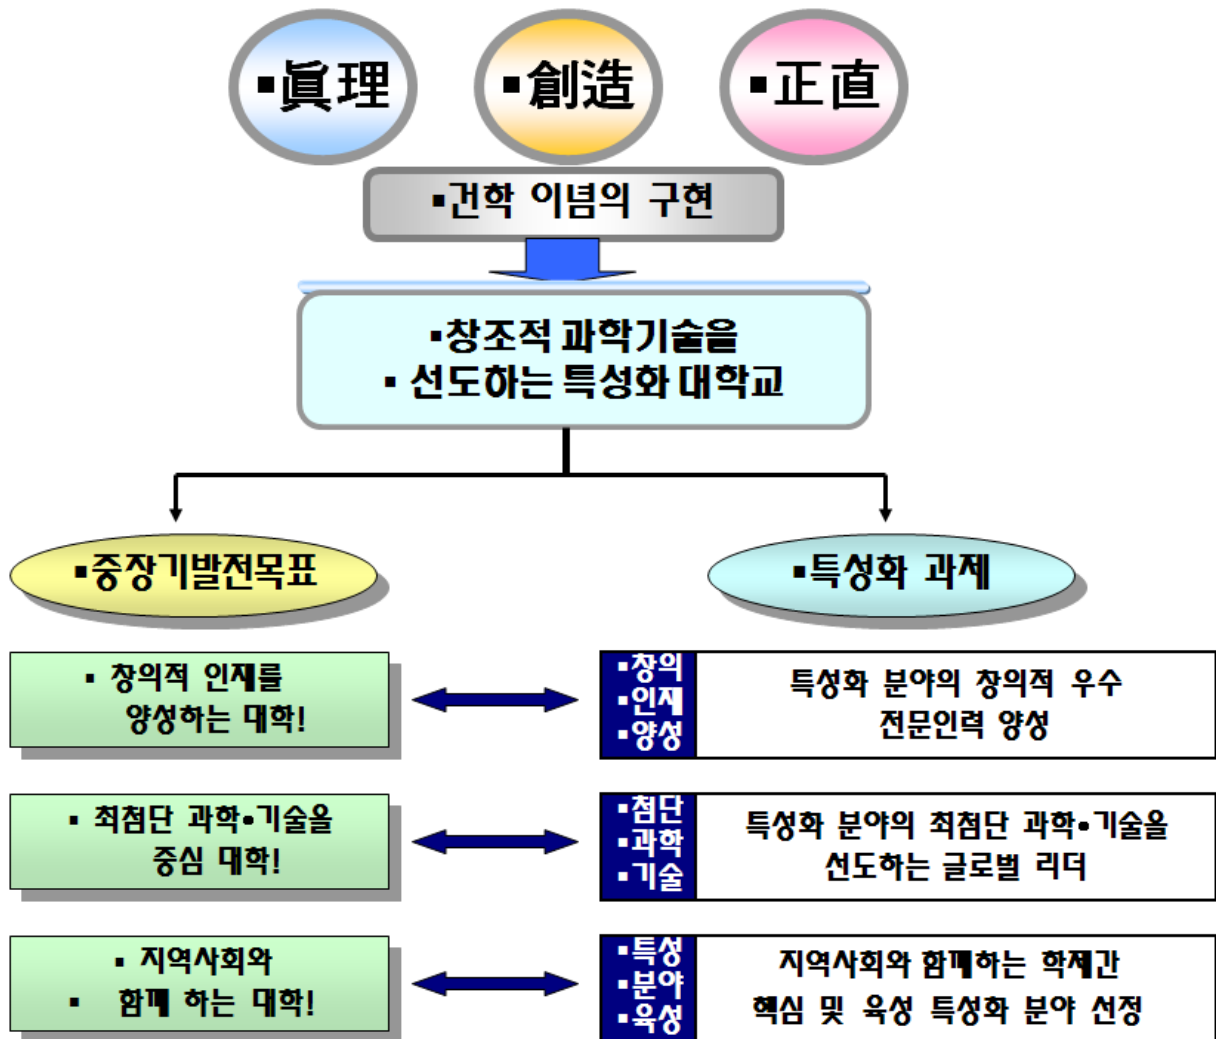 ▪眞理
▪創造
▪正直
▪건학 이념의 구현
▪창조적 과학기술을
▪ 선도하는 특성화 대학교
▪중장기발전목표
▪특성화 과제
▪ 창의적 인재를
양성하는 대학!
▪창의
▪인재
▪양성
특성화 분야의 창의적 우수
전문인력 양성
▪ 최첨단 과학•기술을
중심 대학!
▪첨단
▪과학
▪기술
특성화 분야의 최첨단 과학•기술을
선도하는 글로벌 리더
▪ 지역사회와
▪ 함께 하는 대학!
▪특성
▪분야
▪육성
지역사회와 함께하는 학제간
핵심 및 육성 특성화 분야 선정